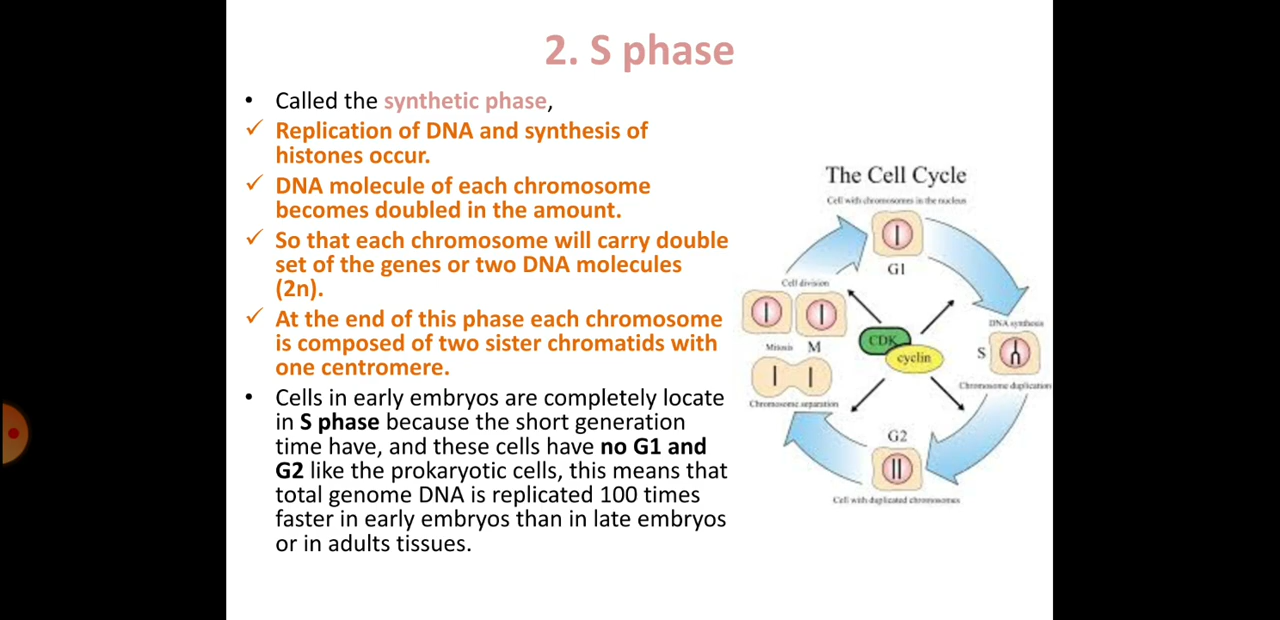 2. S phase
• Called the synthetic phase,
✓ Replication of DNA and synthesis of
histones occur.
✓ DNA molecule of each chromosome
becomes doubled in the amount.
✓ So that each chromosome will carry double
set of the genes or two DNA molecules
(2n).
✓ At the end of this phase each chromosome
is composed of two sister chromatids with
one centromere.
• Cells in early embryos are completely locate
in S phase because the short generation
time have, and these cells have no G1 and
G2 like the prokaryotic cells, this means that
total genome DNA is replicated 100 times
faster in early embryos than in late embryos
or in adults tissues.
The Cell Cycle
Cell with chromosomes in the nucleus
G1
Cell division
DNA synthesis
Mitosis M
CDK
cyclin
S
Chromosome duplication
Chromosome separation
G2
Cell with duplicated chromosomes